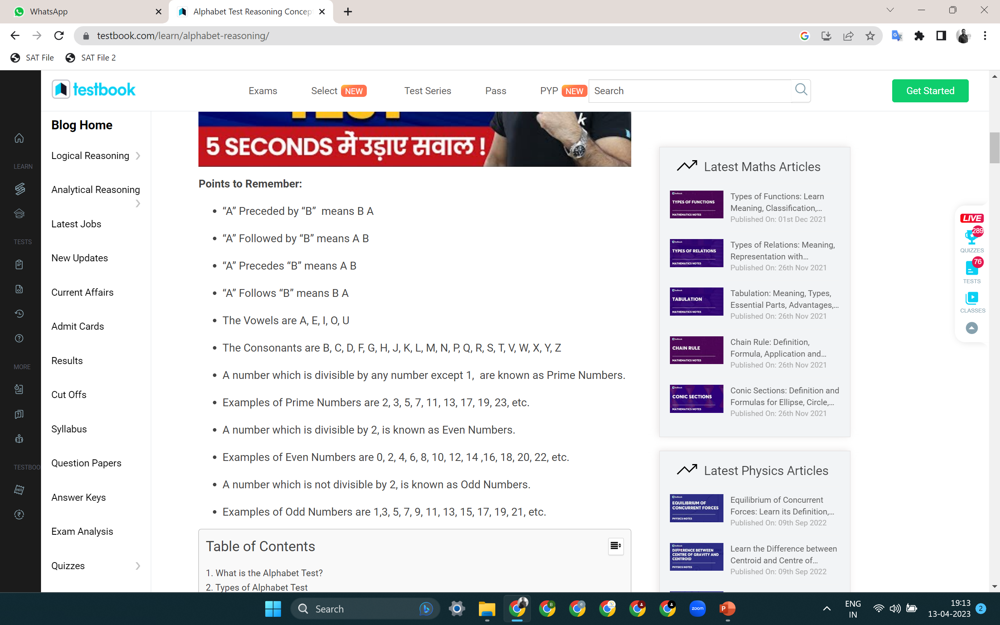 WhatsApp
Alphabet Test Reasoning Concep
testbook.com/learn/alphabet-reasoning/
SAT File
SAT File 2
testbook
Exams
Select NEW
Test Series
Pass
PYP NEW
Search
Get Started
Blog Home
Logical Reasoning
Analytical Reasoning
Latest Jobs
New Updates
Current Affairs
Admit Cards
Results
Cut Offs
Syllabus
Question Papers
Answer Keys
Exam Analysis
Quizzes
LEARN
TESTS
MORE
TESTBOO
PASS
k
5 SECONDS में उड़ाए सवाल !
Points to Remember:
• “A” Preceded by “B”  means B A
• “A” Followed by “B” means A B
• “A” Precedes “B” means A B
• “A” Follows “B” means B A
• The Vowels are A, E, I, O, U
• The Consonants are B, C, D, F, G, H, J, K, L, M, N, P, Q, R, S, T, V, W, X, Y, Z
• A number which is divisible by any number except 1,  are known as Prime Numbers.
• Examples of Prime Numbers are 2, 3, 5, 7, 11, 13, 17, 19, 23, etc.
• A number which is divisible by 2, is known as Even Numbers.
• Examples of Even Numbers are 0, 2, 4, 6, 8, 10, 12, 14 ,16, 18, 20, 22, etc.
• A number which is not divisible by 2, is known as Odd Numbers.
• Examples of Odd Numbers are 1,3, 5, 7, 9, 11, 13, 15, 17, 19, 21, etc.
Table of Contents
1. What is the Alphabet Test?
2. Types of Alphabet Test
Latest Maths Articles
testbook
TYPES OF FUNCTIONS
MATHEMATICS NOTES
Types of Functions: Learn
Meaning, Classification,...
Published On: 01st Dec 2021
testbook
TYPES OF RELATIONS
MATHEMATICS NOTES
Types of Relations: Meaning,
Representation with...
Published On: 26th Nov 2021
testbook
TABULATION
MATHEMATICS NOTES
Tabulation: Meaning, Types,
Essential Parts, Advantages,...
Published On: 26th Nov 2021
testbook
CHAIN RULE
MATHEMATICS NOTES
Chain Rule: Definition,
Formula, Application and...
Published On: 26th Nov 2021
testbook
CONIC SECTIONS
MATHEMATICS NOTES
Conic Sections: Definition and
Formulas for Ellipse, Circle,...
Published On: 26th Nov 2021
Latest Physics Articles
testbook
EQUILIBRIUM OF
CONCURRENT FORCES
PHYSICS NOTES
Equilibrium of Concurrent
Forces: Learn its Definition,...
Published On: 09th Sep 2022
testbook
DIFFERENCE BETWEEN
CENTRE OF GRAVITY AND
CENTROID
PHYSICS NOTES
Learn the Difference between
Centroid and Centre of...
Published On: 09th Sep 2022
LIVE
289
QUIZZES
76
TESTS
CLASSES
Search
zoom
ENG
IN
19:13
13-04-2023
2